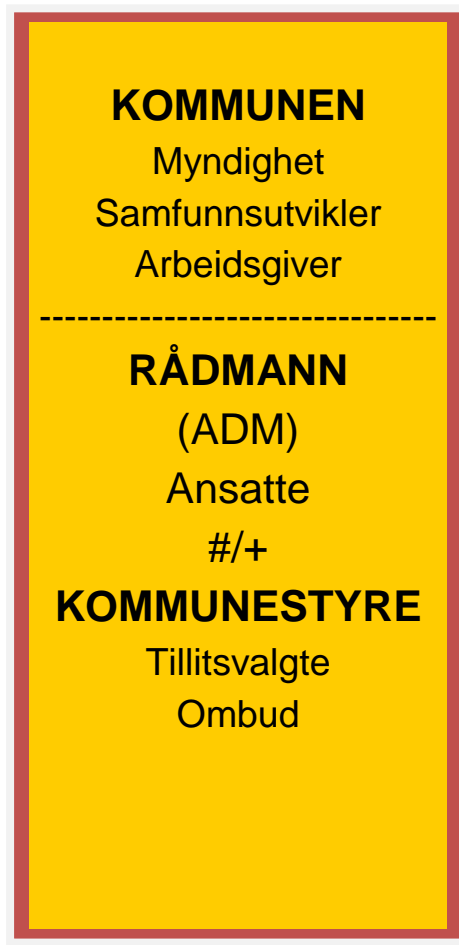 KOMMUNEN
Myndighet
Samfunnsutvikler
Arbeidsgiver
--------------------------------
RÅDMANN
(ADM)
Ansatte
#/+
KOMMUNESTYRE
Tillitsvalgte
Ombud